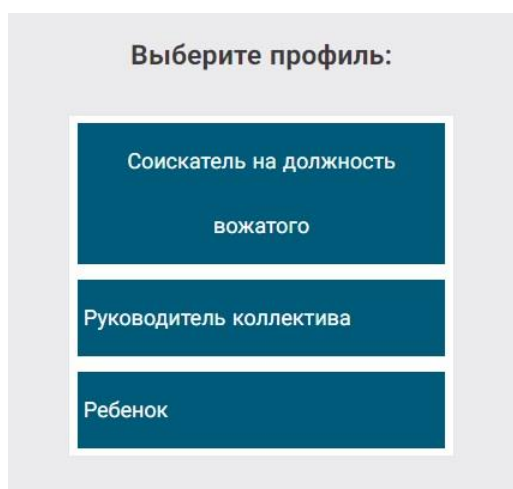 Выберите профиль:
Соискатель на должность
вожатого
Руководитель коллектива
Ребенок